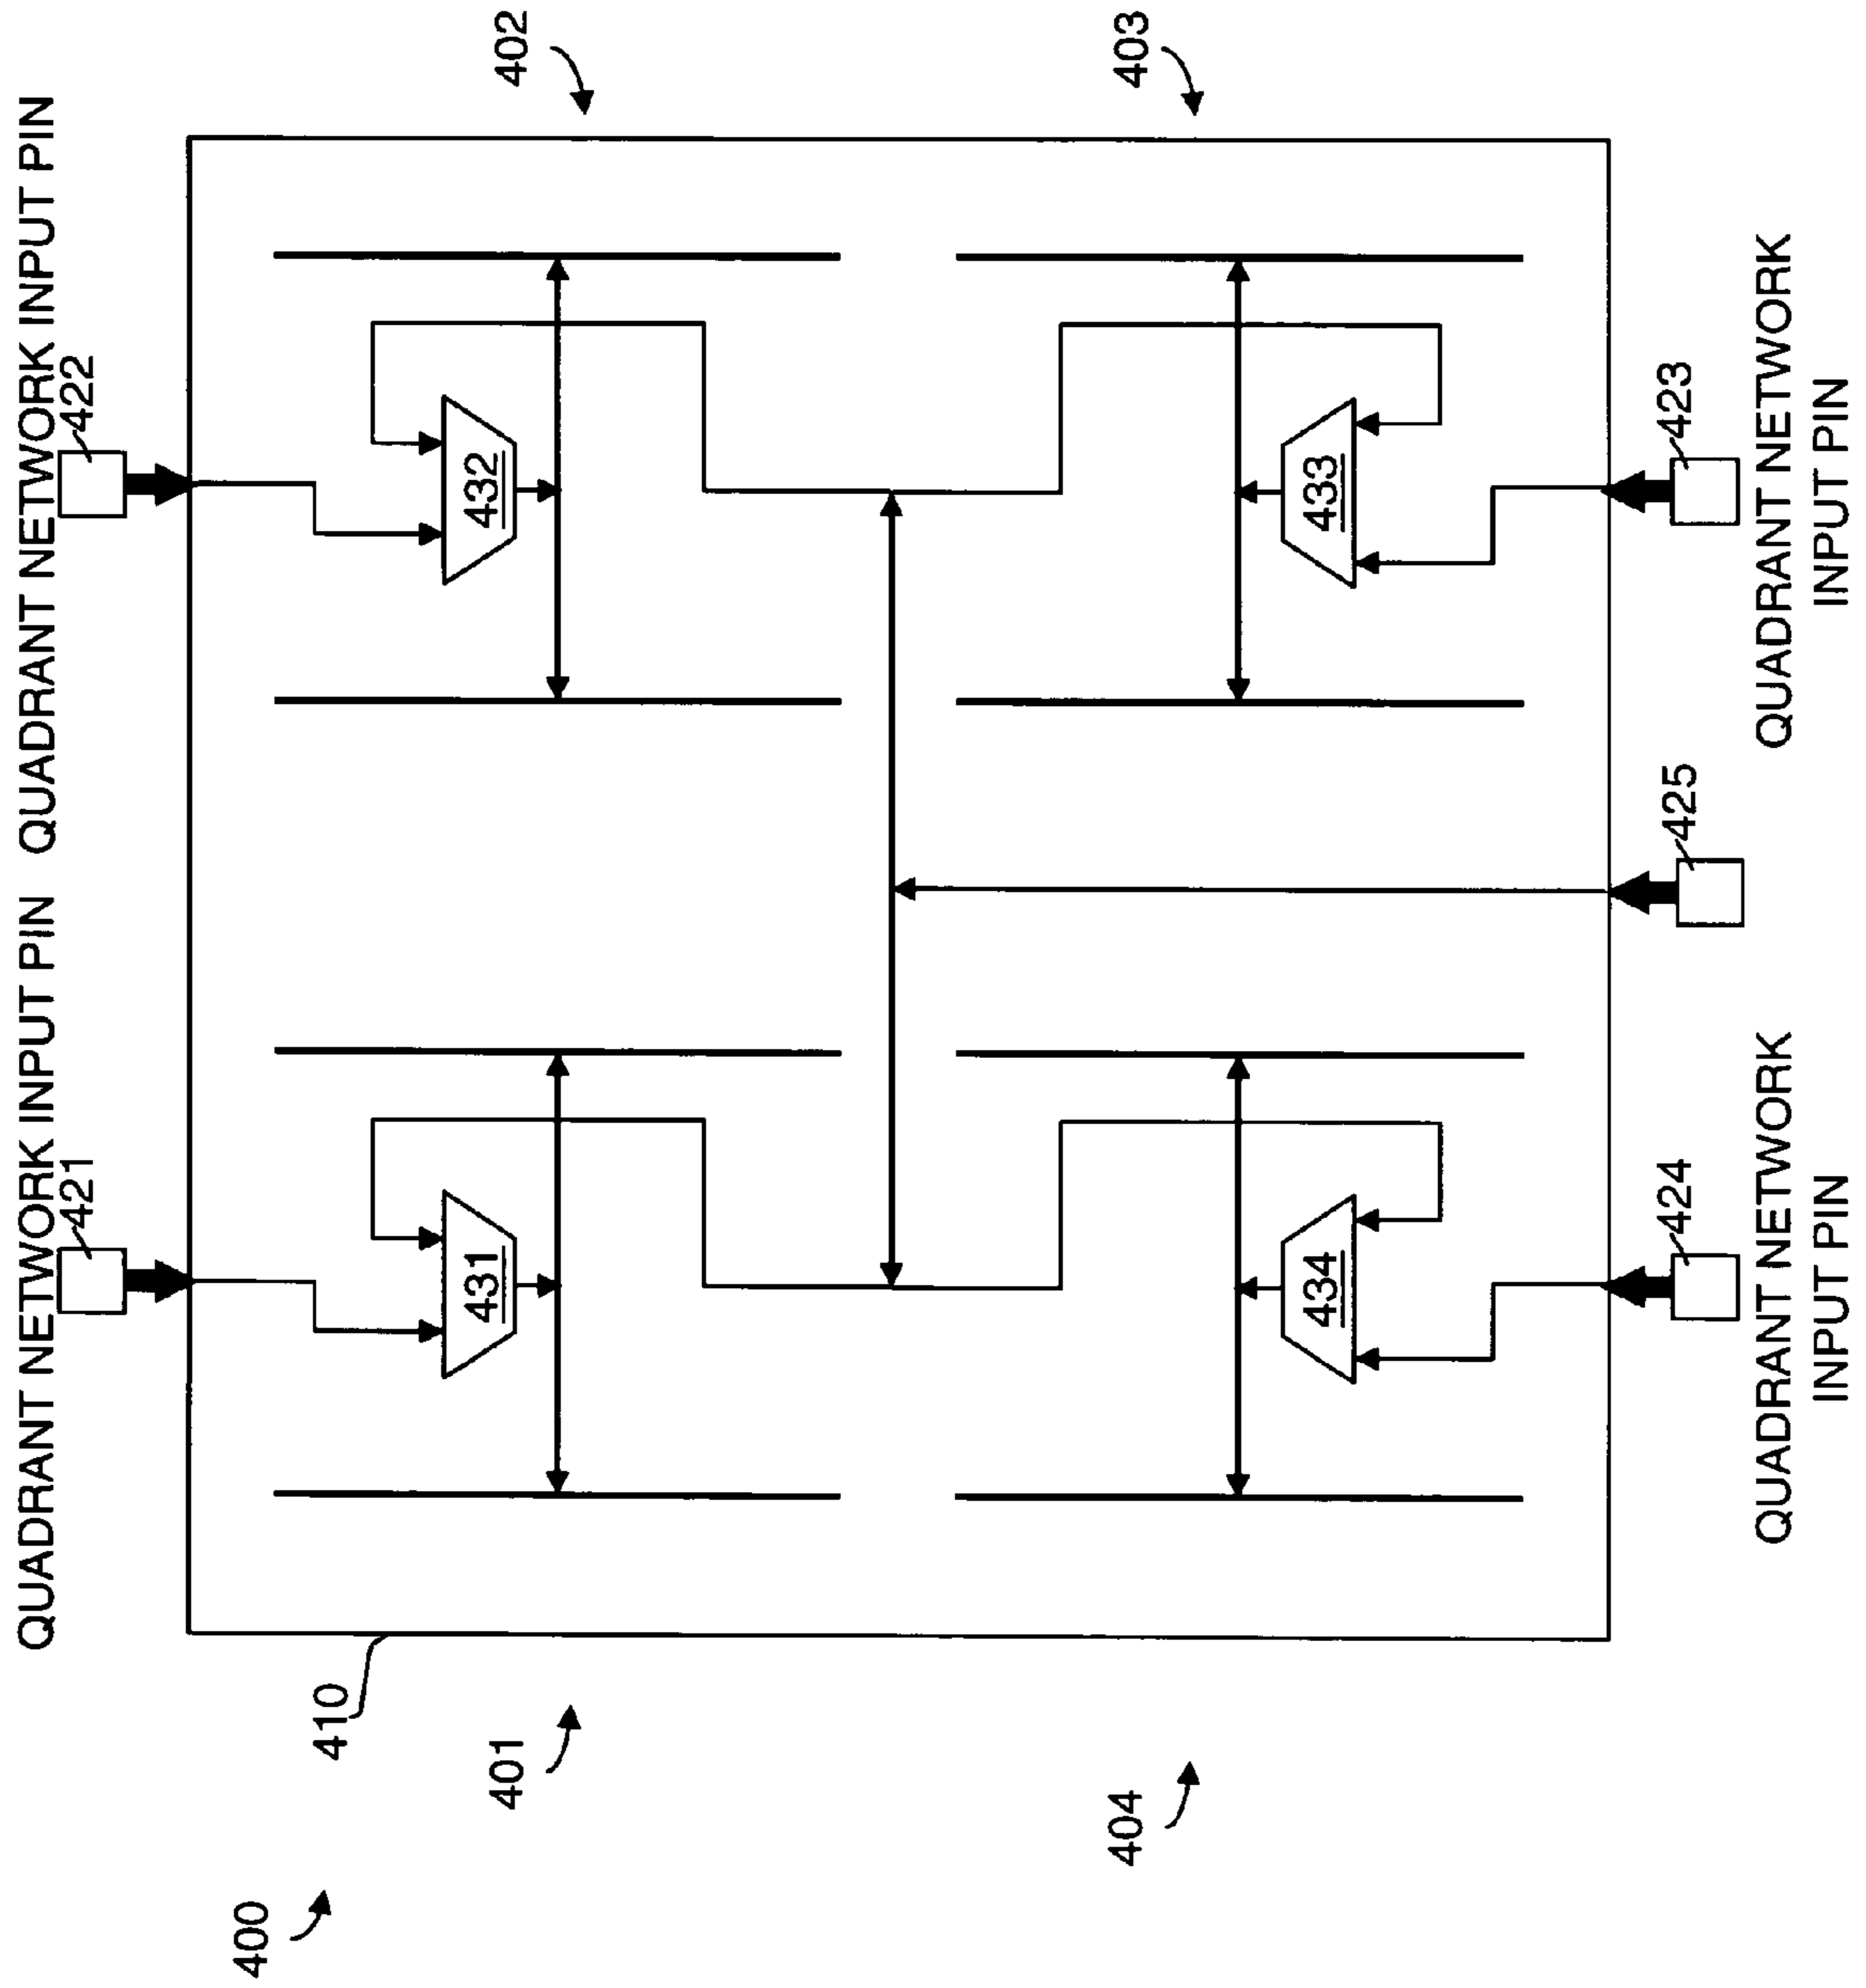 QUADRANT NETWORK INPUT PIN
QUADRANT NETWORK INPUT PIN
421
422
410
400
401
402
431
432
404
403
434
433
424
425
423
QUADRANT NETWORK
INPUT PIN
QUADRANT NETWORK
INPUT PIN